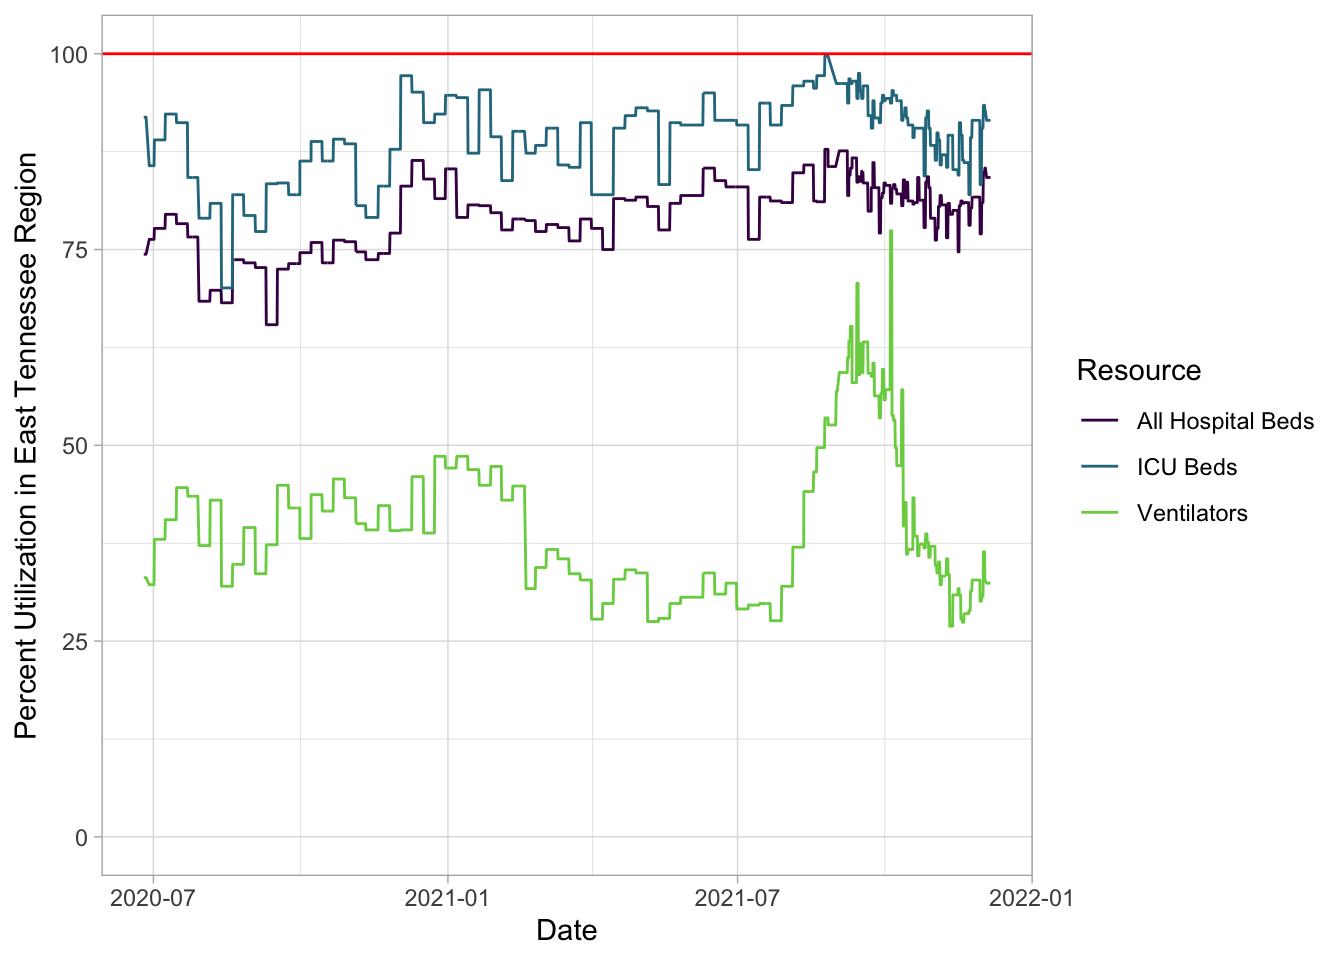 Percent Utilization in East Tennessee Region
100
75
50
25
0
2020-07
2021-01
2021-07
2022-01
Date
Resource
All Hospital Beds
ICU Beds
Ventilators